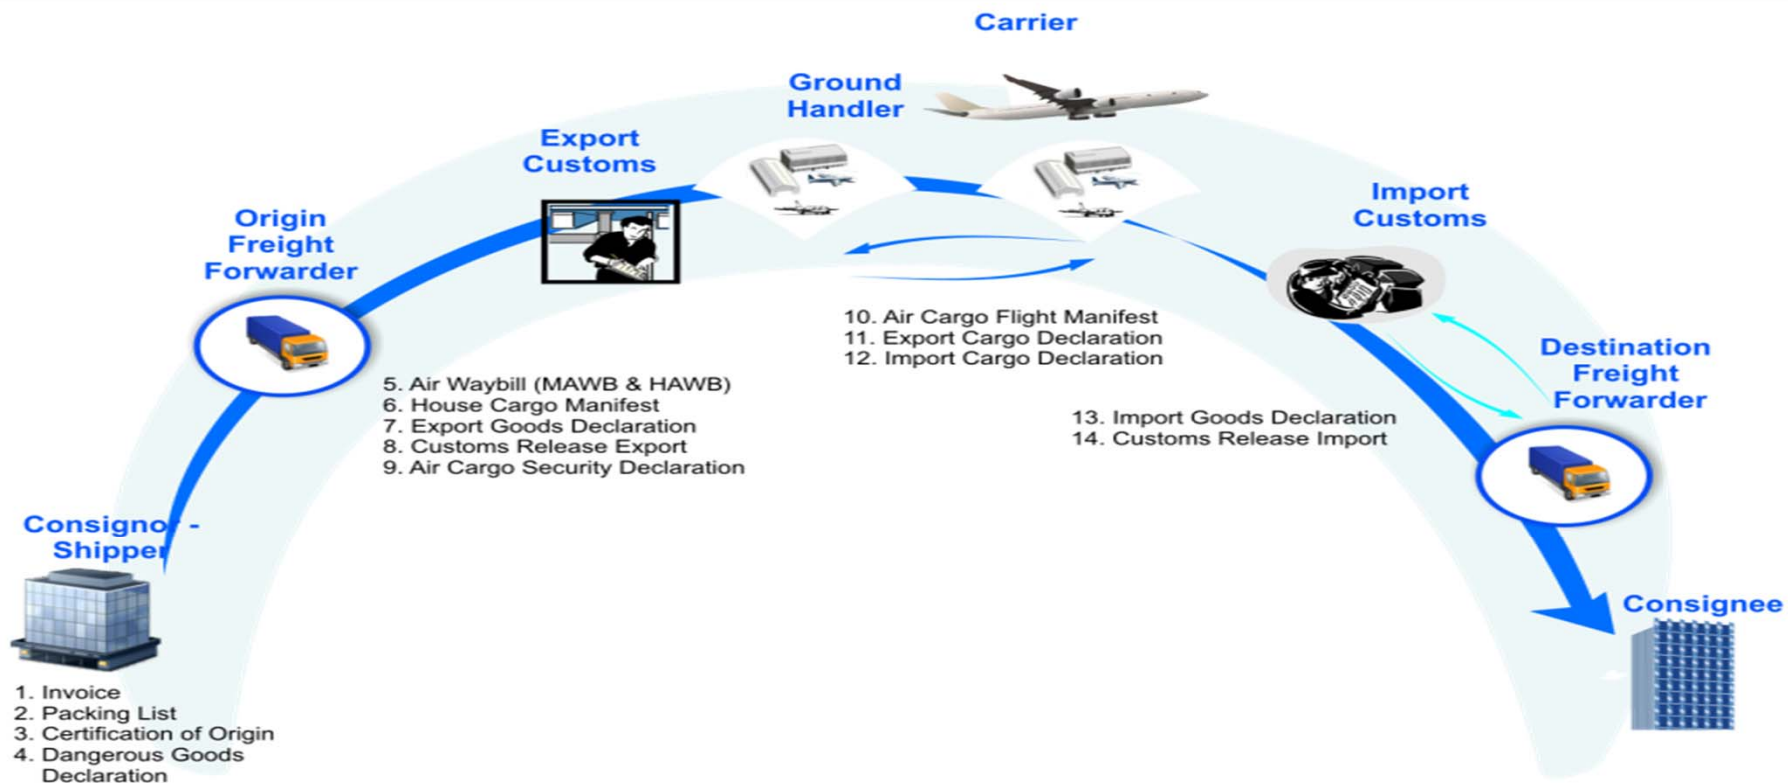 Carrier
Ground
Handler
Export
Customs
Import
Customs
Origin
Freight
Forwarder
10. Air Cargo Flight Manifest
11. Export Cargo Declaration
12. Import Cargo Declaration
Destination
Freight
Forwarder
5. Air Waybill (MAWB & HAWB)
6. House Cargo Manifest
7. Export Goods Declaration
8. Customs Release Export
9. Air Cargo Security Declaration
13. Import Goods Declaration
14. Customs Release Import
Consignor -
Shipper
Consignee
1. Invoice
2. Packing List
3. Certification of Origin
4. Dangerous Goods
Declaration